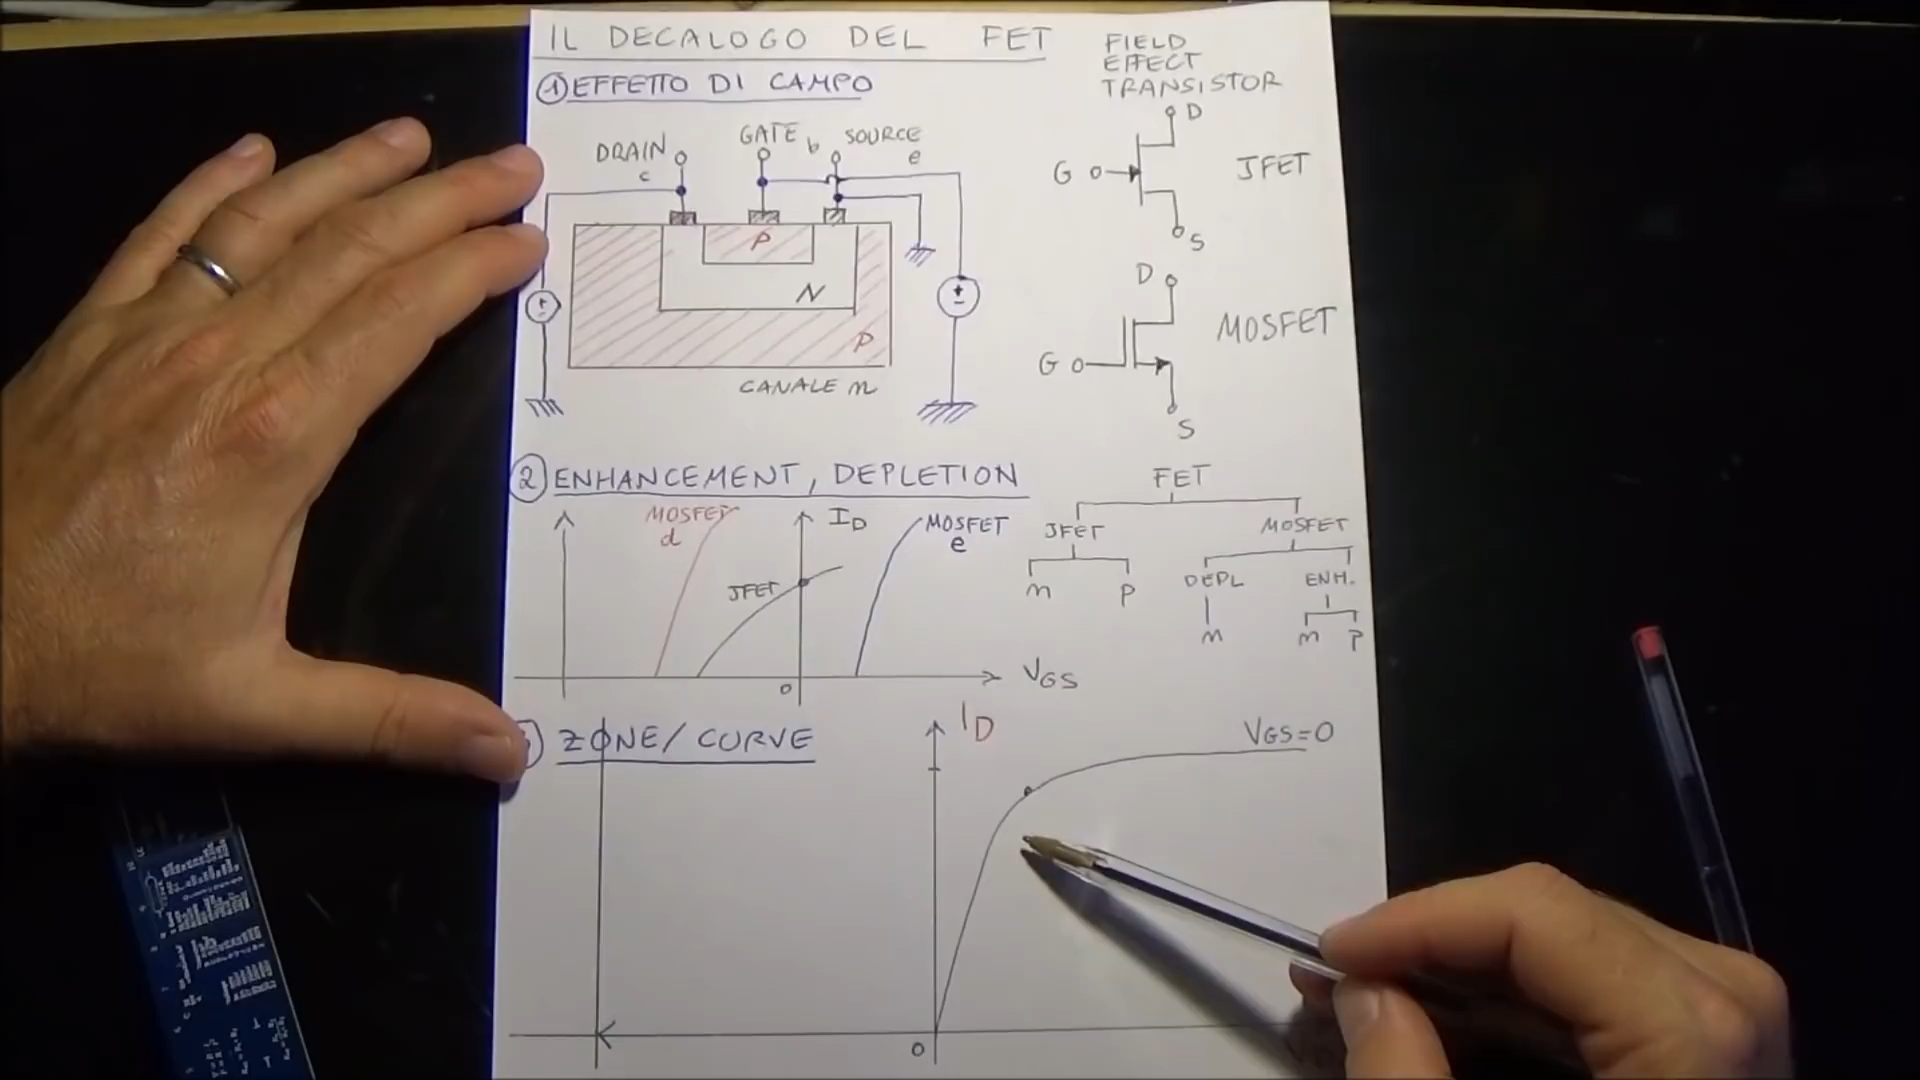 IL DECALOGO DEL FET
FIELD
EFFECT
TRANSISTOR
① EFFETTO DI CAMPO
DRAIN
c
GATE
b
SOURCE
e
P
N
P
+
-
+
-
CANALE n
D
G
S
JFET
D
G
S
MOSFET
② ENHANCEMENT, DEPLETION
MOSFET
d
ID
JFET
MOSFET
e
0
VGS
FET
JFET
MOSFET
n
P
DEPL
ENH.
n
n
P
ZONE/CURVE
ID
VGS=0
0